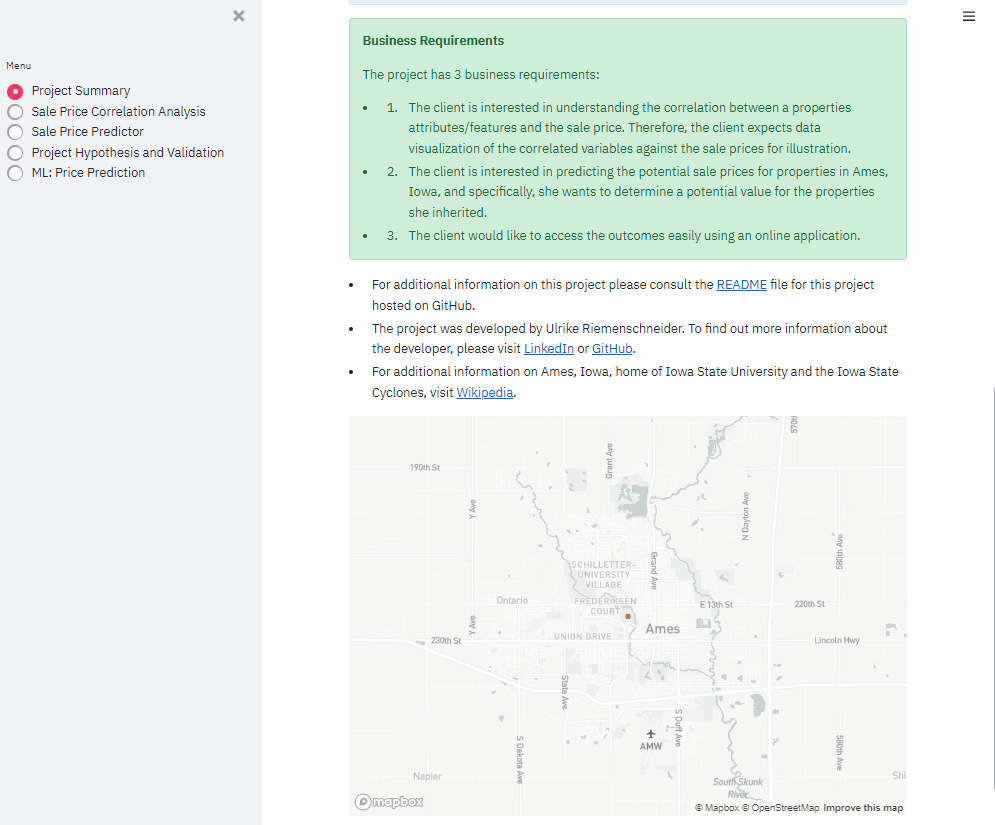 Menu
Project Summary
Sale Price Correlation Analysis
Sale Price Predictor
Project Hypothesis and Validation
ML: Price Prediction
Business Requirements
The project has 3 business requirements:
• 1. The client is interested in understanding the correlation between a properties
attributes/features and the sale price. Therefore, the client expects data
visualization of the correlated variables against the sale prices for illustration.
• 2. The client is interested in predicting the potential sale prices for properties in Ames,
Iowa, and specifically, she wants to determine a potential value for the properties
she inherited.
• 3. The client would like to access the outcomes easily using an online application.
• For additional information on this project please consult the README file for this project
hosted on GitHub.
• The project was developed by Ulrike Riemenschneider. To find out more information about
the developer, please visit LinkedIn or GitHub.
• For additional information on Ames, Iowa, home of Iowa State University and the Iowa State
Cyclones, visit Wikipedia.
570t
Grant Ave
190th St
Y Ave
N Dayton Ave
580th Ave
Grand Ave
SCHILLETTER-
UNIVERSITY
VILLAGE
Ontario
FREDERIKSEN
COURT
E 13th St
220th St
Y Ave
Ames
UNION DRIVE
230th St
Lincoln Hwy
State Ave
S Duff Ave
AMW
S Dakota Ave
580th Ave
Napier
South Skunk
River
Shi
mapbox
© Mapbox © OpenStreetMap Improve this map